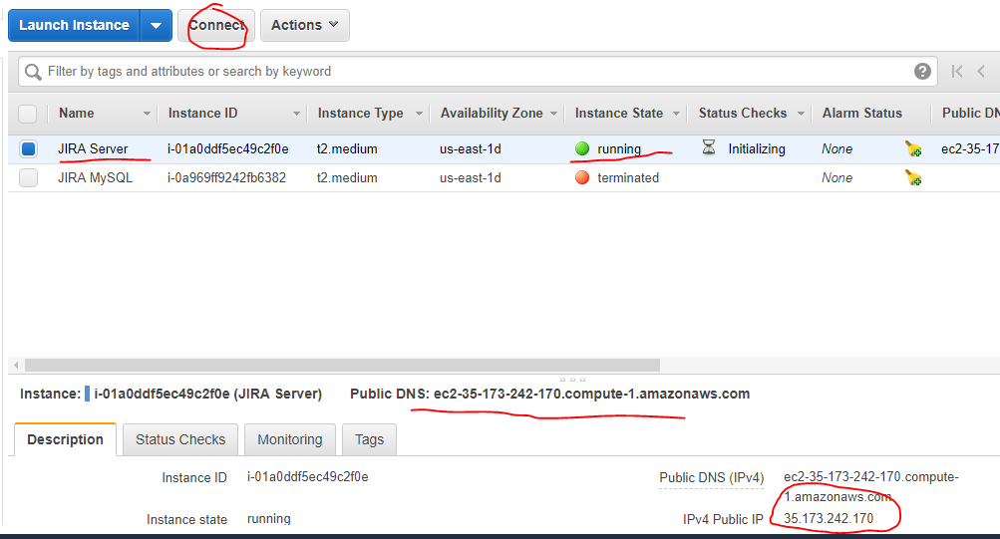 Launch Instance Connect Actions
Filter by tags and attributes or search by keyword
Name Instance ID Instance Type Availability Zone Instance State Status Checks Alarm Status Public DN
JIRA Server i-01a0ddf5ec49c2f0e t2.medium us-east-1d running Initializing None ec2-35-17
JIRA MySQL i-0a969ff9242fb6382 t2.medium us-east-1d terminated None
Instance: i-01a0ddf5ec49c2f0e (JIRA Server) Public DNS: ec2-35-173-242-170.compute-1.amazonaws.com
Description Status Checks Monitoring Tags
Instance ID i-01a0ddf5ec49c2f0e Public DNS (IPv4) ec2-35-173-242-170.compute-
1.amazonaws.com
Instance state running IPv4 Public IP 35.173.242.170